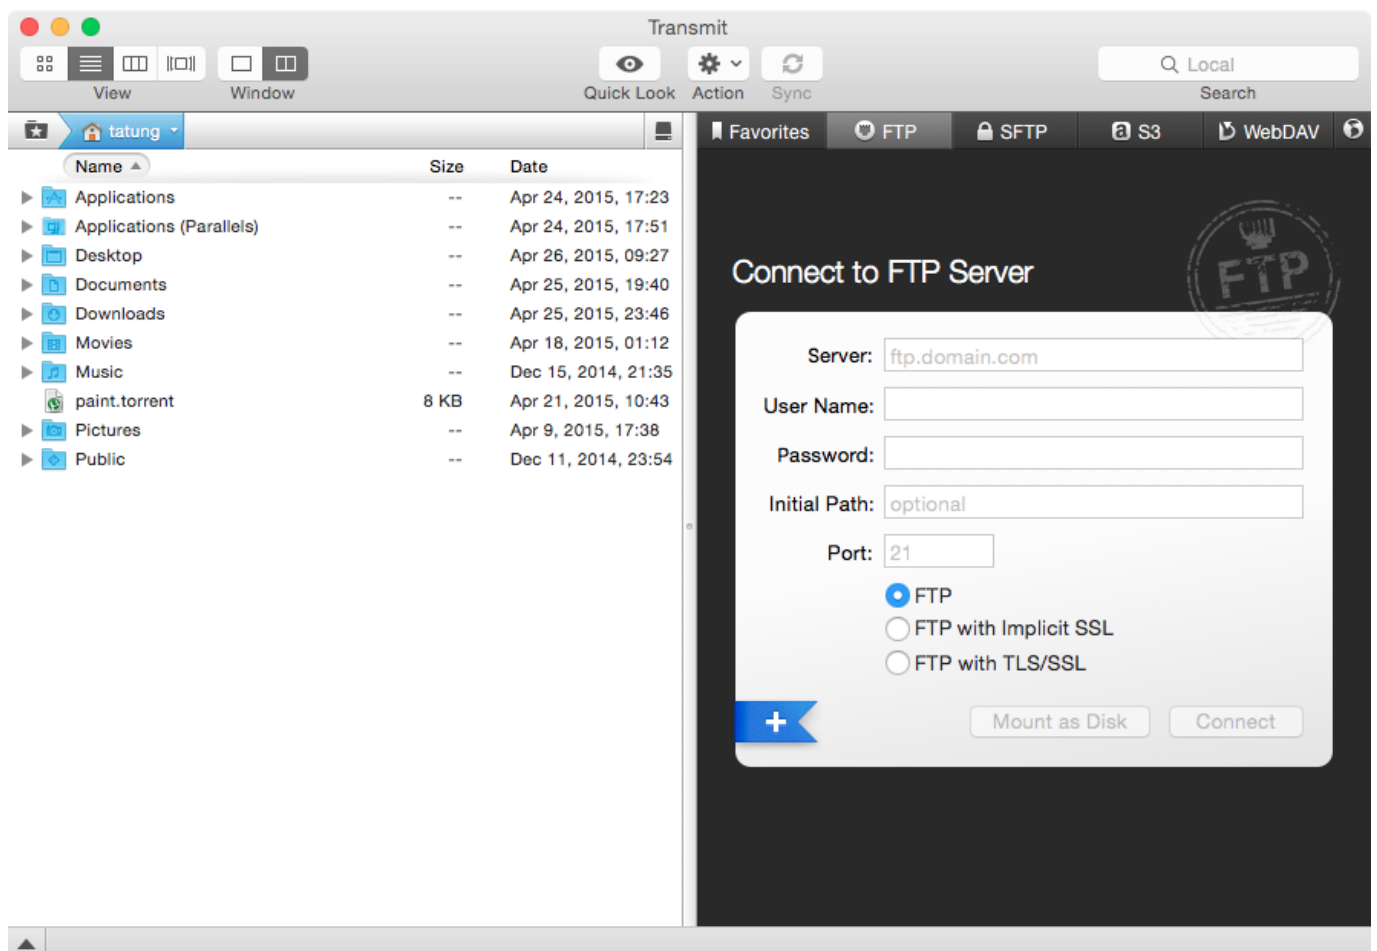 Transmit
Local
View Window Quick Look Action Sync Search
tatung
Favorites FTP SFTP S3 WebDAV
Name Size Date
Applications -- Apr 24, 2015, 17:23
Applications (Parallels) -- Apr 24, 2015, 17:51
Desktop -- Apr 26, 2015, 09:27
Documents -- Apr 25, 2015, 19:40
Downloads -- Apr 25, 2015, 23:46
Movies -- Apr 18, 2015, 01:12
Music -- Dec 15, 2014, 21:35
paint.torrent 8 KB Apr 21, 2015, 10:43
Pictures -- Apr 9, 2015, 17:38
Public -- Dec 11, 2014, 23:54
FTP
Connect to FTP Server
Server: ftp.domain.com
User Name:
Password:
Initial Path: optional
Port: 21
FTP
FTP with Implicit SSL
FTP with TLS/SSL
Mount as Disk Connect